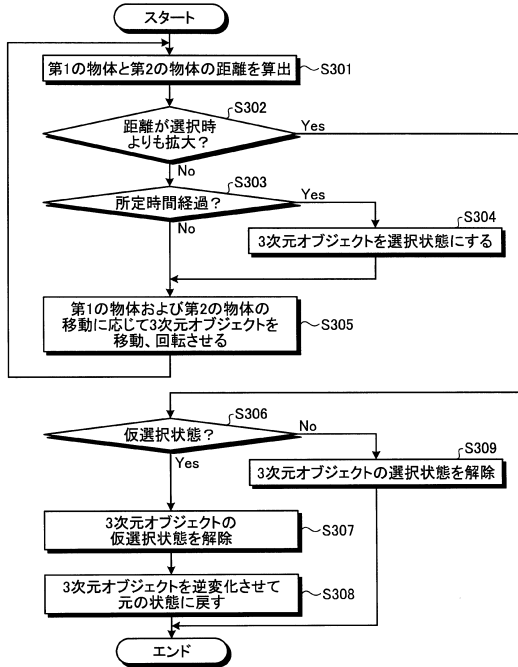 スタート
第1の物体と第2の物体の距離を算出
S301
S302
距離が選択時
よりも拡大？
Yes
No
S303
所定時間経過？
Yes
No
S304
3次元オブジェクトを選択状態にする
第1の物体および第2の物体の
移動に応じて3次元オブジェクトを
移動、回転させる
S305
S306
仮選択状態？
No
Yes
S309
3次元オブジェクトの選択状態を解除
3次元オブジェクトの
仮選択状態を解除
S307
3次元オブジェクトを逆変化させて
元の状態に戻す
S308
エンド